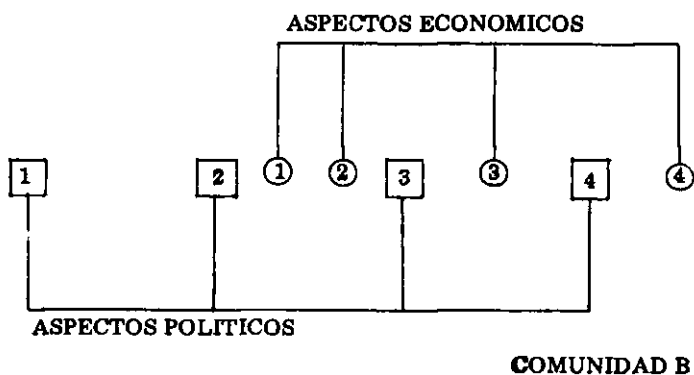 ASPECTOS ECONOMICOS
1 2 1 2 3 3 4 4
ASPECTOS POLITICOS
COMUNIDAD B